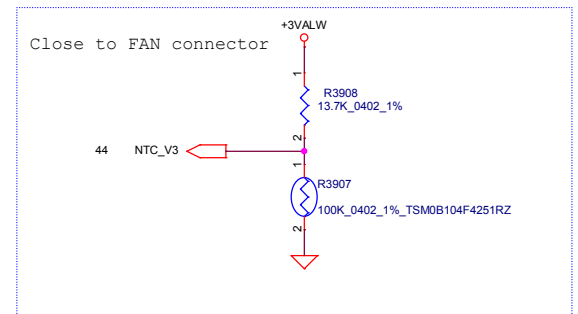 +3VALW
Close to FAN connector
1
R3908
13.7K_0402_1%
2
44 NTC_V3
1
R3907
100K_0402_1%_TSM0B104F4251RZ
2